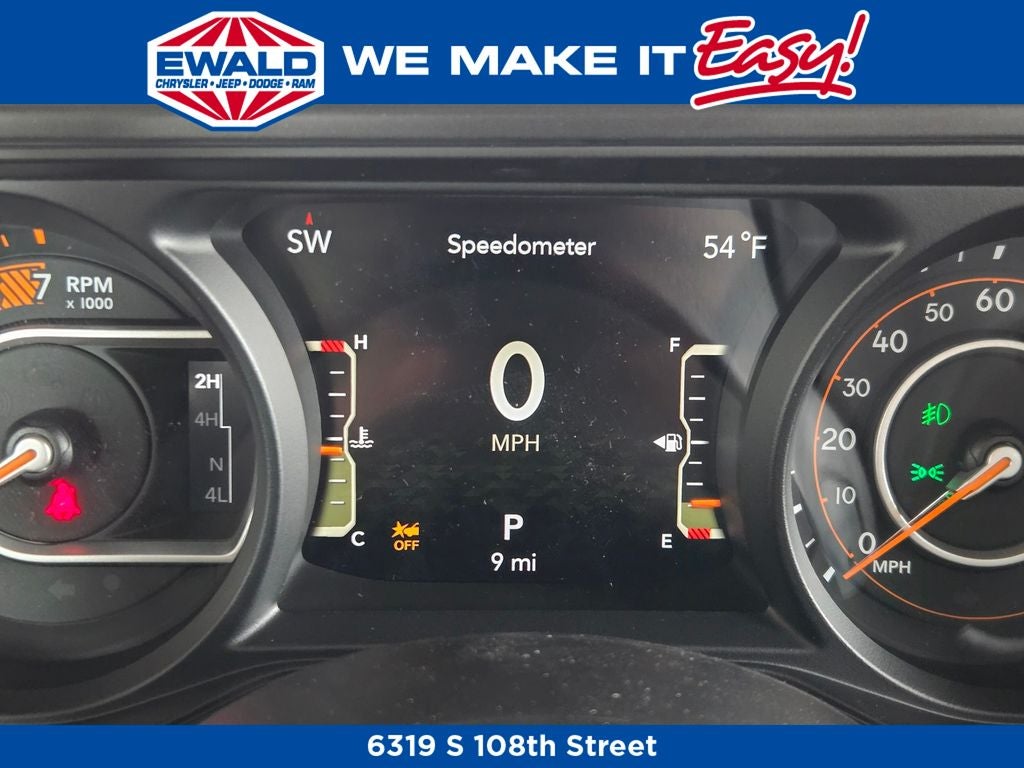 EWALD
CHRYSLER • JEEP • DODGE • RAM
WE MAKE IT Easy!
SW Speedometer 54°F
7 RPM
x 1000
2H
4H
N
4L
H
C
0
MPH
F
E
OFF
P
9 mi
60
50
40
30
20
10
0
MPH
6319 S 108th Street